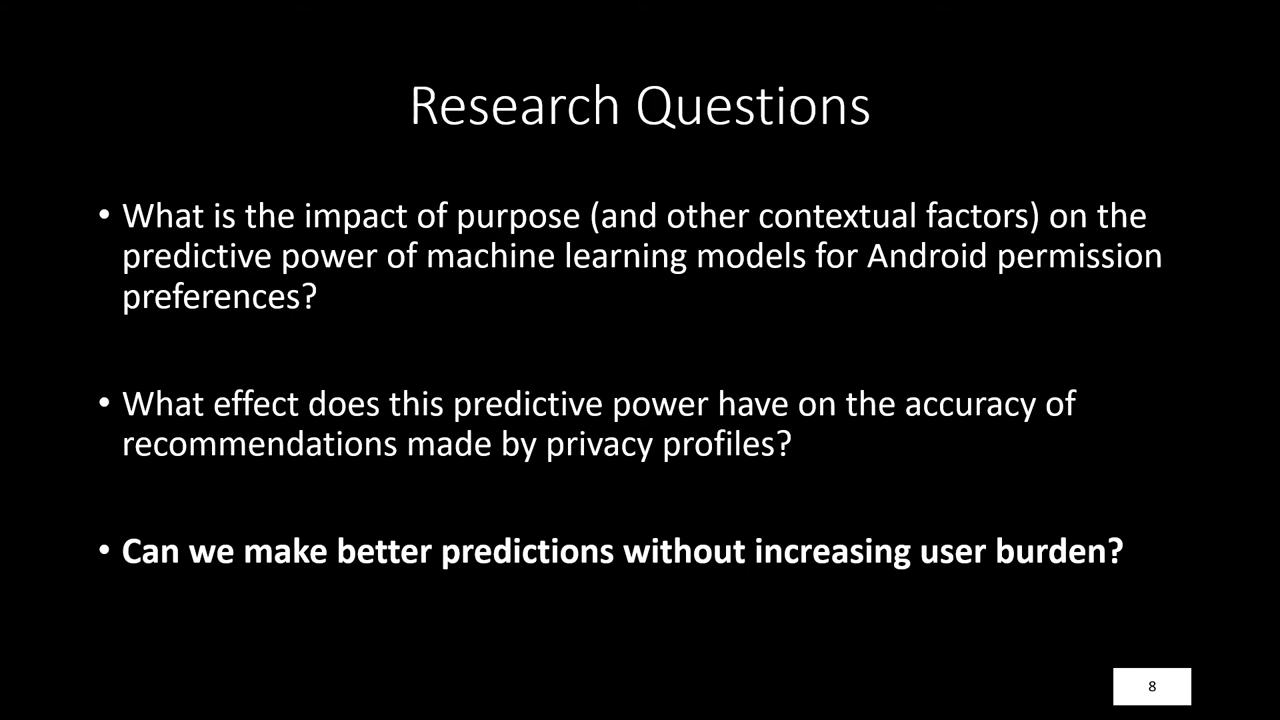 Research Questions
• What is the impact of purpose (and other contextual factors) on the
predictive power of machine learning models for Android permission
preferences?
• What effect does this predictive power have on the accuracy of
recommendations made by privacy profiles?
• Can we make better predictions without increasing user burden?
8